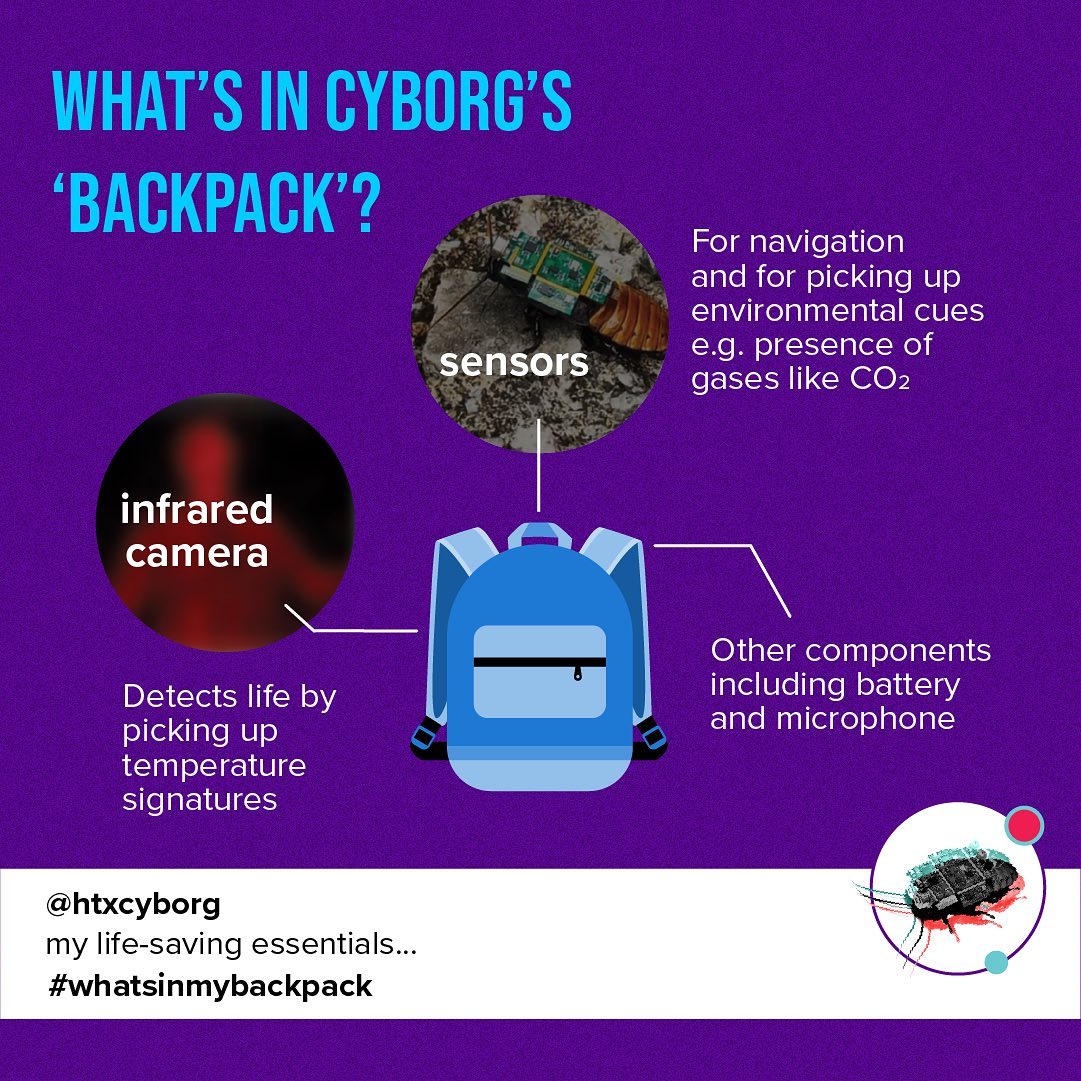 WHAT'S IN CYBORG'S
‘BACKPACK’?
sensors
For navigation
and for picking up
environmental cues
e.g. presence of
gases like CO₂
infrared
camera
Detects life by
picking up
temperature
signatures
Other components
including battery
and microphone
@htxcyborg
my life-saving essentials...
#whatsinmybackpack